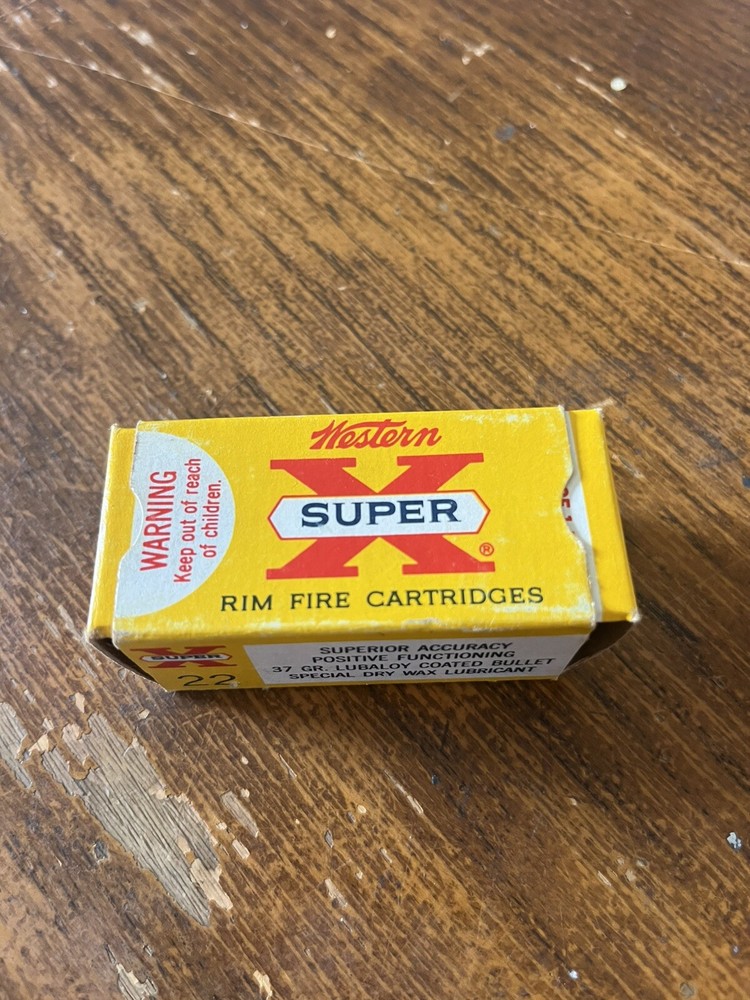 WARNING
Keep out of reach
of children.
Western
X
SUPER
®
RIM FIRE CARTRIDGES
X
SUPER
22
SUPERIOR ACCURACY
POSITIVE FUNCTIONING
37 GR. LUBALOY COATED BULLET
SPECIAL DRY WAX LUBRICANT